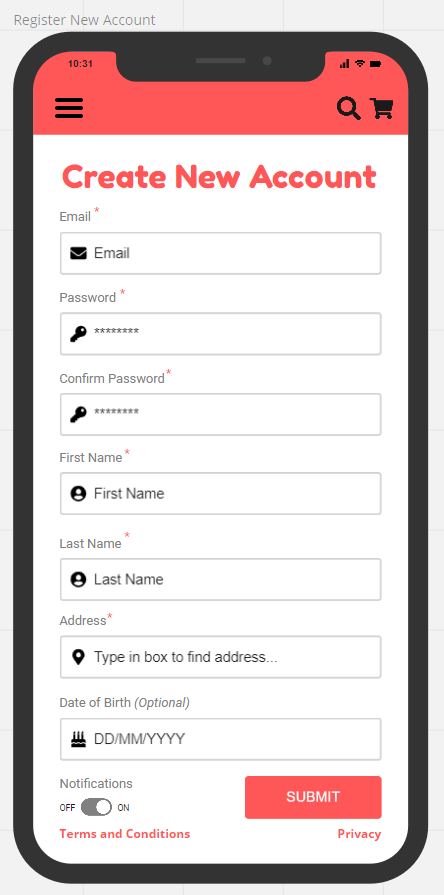 Register New Account
10:31
Create New Account
Email *
Email
Password *
********
Confirm Password*
********
First Name*
First Name
Last Name *
Last Name
Address*
Type in box to find address...
Date of Birth (Optional)
DD/MM/YYYY
Notifications
OFF ON
SUBMIT
Terms and Conditions Privacy